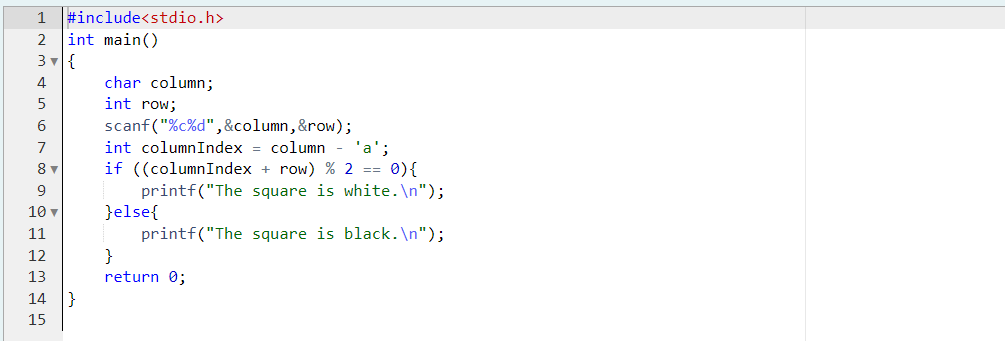 1 #include<stdio.h>
2 int main()
3 {
4     char column;
5     int row;
6     scanf("%c%d",&column,&row);
7     int columnIndex = column - 'a';
8     if ((columnIndex + row) % 2 == 0){
9         printf("The square is white.\n");
10     }else{
11         printf("The square is black.\n");
12     }
13     return 0;
14 }
15